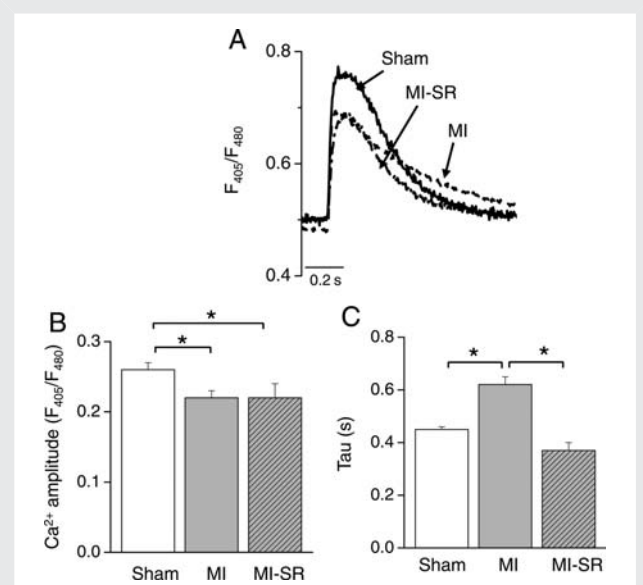 A
0.8
0.6
0.4
F₄₀₅/F₄₈₀
Sham
MI-SR
MI
0.2 s
B
Ca²⁺ amplitude (F₄₀₅/F₄₈₀)
0.3
0.2
0.1
0.0
*
*
Sham MI MI-SR
C
Tau (s)
0.8
0.6
0.4
0.2
0.0
* *
Sham MI MI-SR